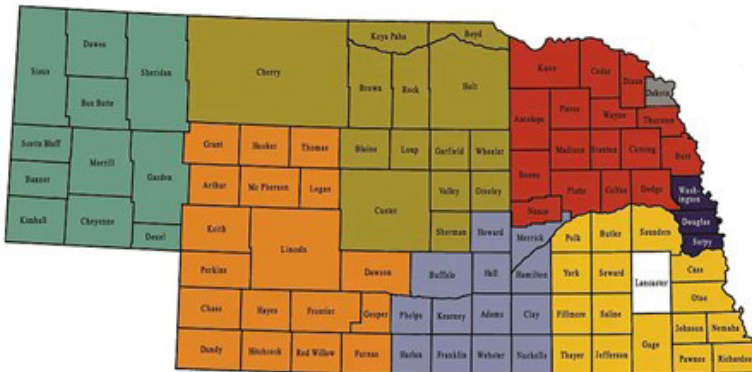 Keya Paha
Boyd
Sioux
Dawes
Sheridan
Cherry
Brown
Rock
Holt
Knox
Cedar
Dixon
Dakota
Box Butte
Antelope
Pierce
Wayne
Thurston
Scotts Bluff
Morrill
Garden
Grant
Hooker
Thomas
Blaine
Loup
Garfield
Wheeler
Madison
Stanton
Cuming
Burt
Banner
Boone
Platte
Colfax
Dodge
Wash-
ington
Arthur
Mc Pherson
Logan
Custer
Valley
Greeley
Nance
Kimball
Cheyenne
Deuel
Keith
Lincoln
Sherman
Howard
Merrick
Polk
Butler
Saunders
Douglas
Sarpy
Perkins
Dawson
Buffalo
Hall
Hamilton
York
Seward
Lancaster
Cass
Otoe
Chase
Hayes
Frontier
Gosper
Phelps
Kearney
Adams
Clay
Fillmore
Saline
Johnson
Nemaha
Dundy
Hitchcock
Red Willow
Furnas
Harlan
Franklin
Webster
Nuckolls
Thayer
Jefferson
Gage
Pawnee
Richardson